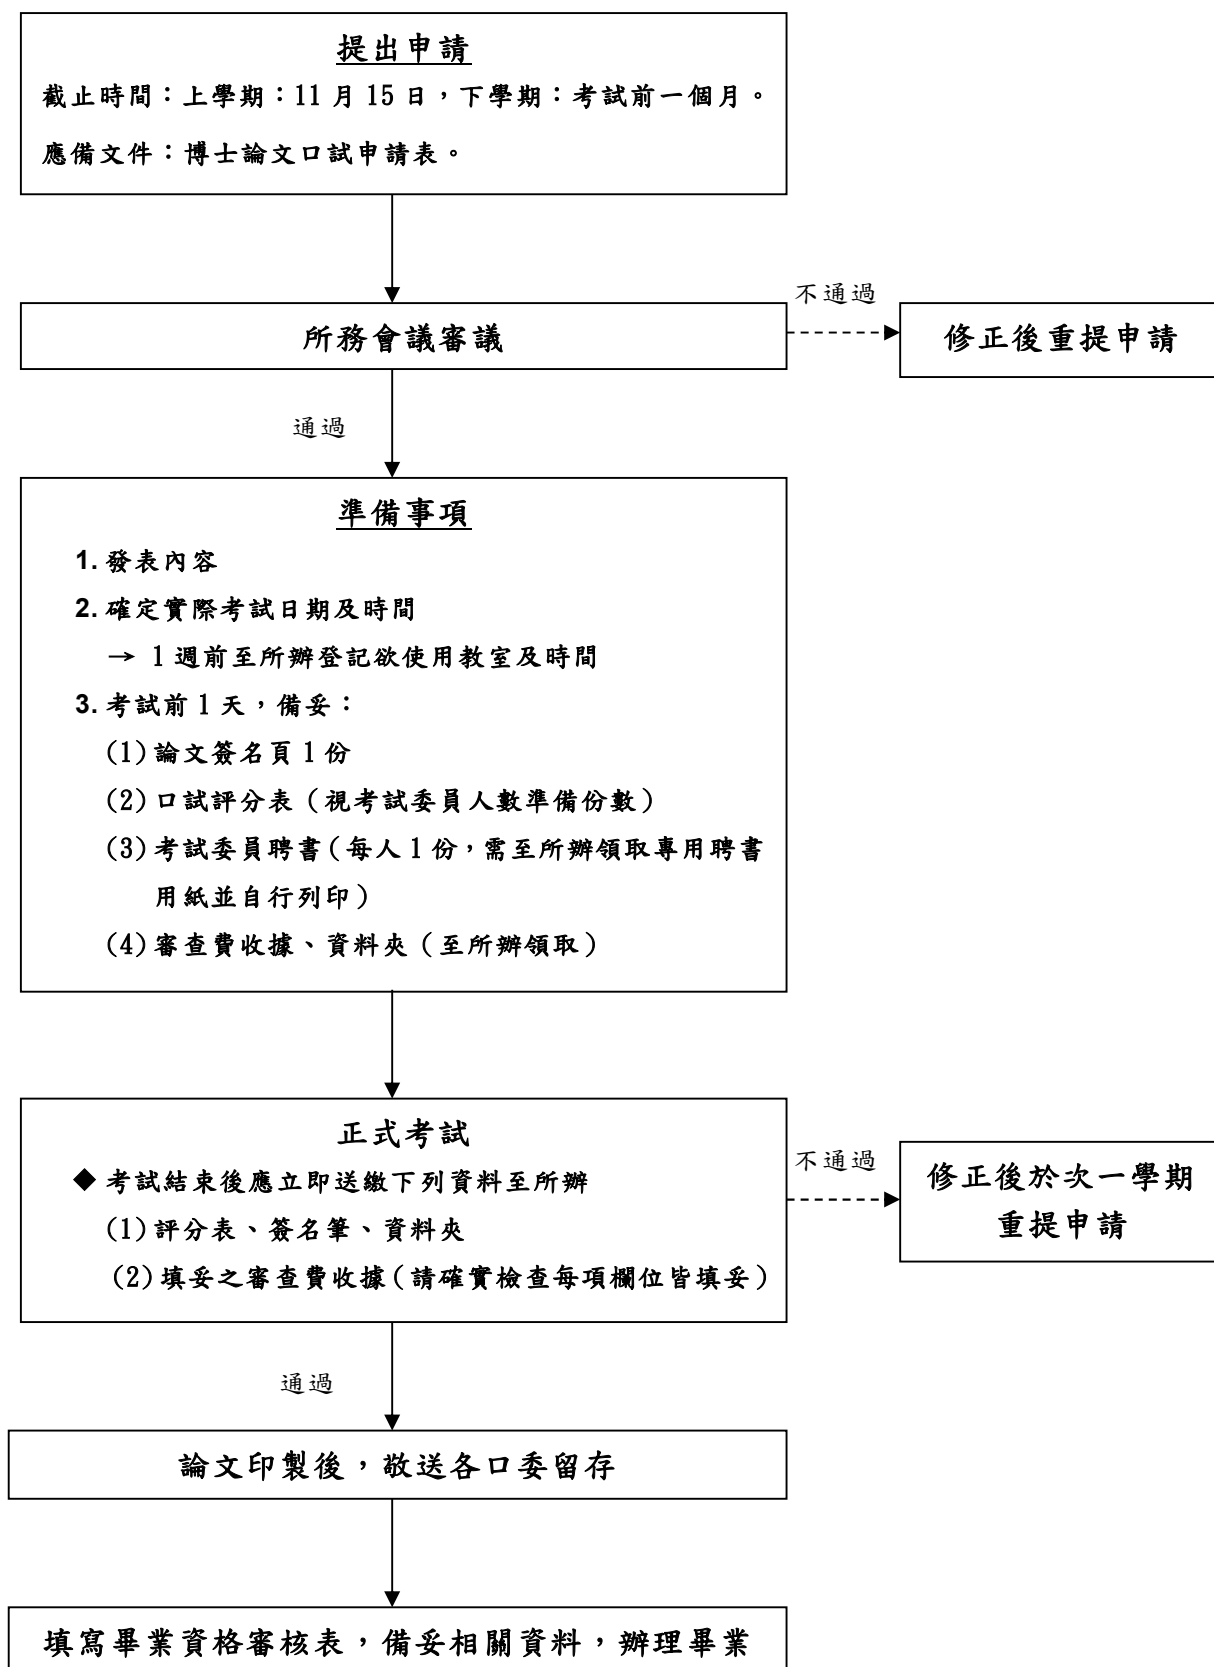 提出申請
截止時間：上學期：11 月 15 日，下學期：考試前一個月。
應備文件：博士論文口試申請表。
不通過
所務會議審議
修正後重提申請
通過
準備事項
1. 發表內容
2. 確定實際考試日期及時間
→ 1 週前至所辦登記欲使用教室及時間
3. 考試前 1 天，備妥：
(1)論文簽名頁 1 份
(2)口試評分表（視考試委員人數準備份數）
(3)考試委員聘書（每人 1 份，需至所辦領取專用聘書
用紙並自行列印）
(4)審查費收據、資料夾（至所辦領取）
正式考試
◆ 考試結束後應立即送繳下列資料至所辦
(1)評分表、簽名筆、資料夾
(2)填妥之審查費收據（請確實檢查每項欄位皆填妥）
不通過
修正後於次一學期
重提申請
通過
論文印製後，敬送各口委留存
填寫畢業資格審核表，備妥相關資料，辦理畢業